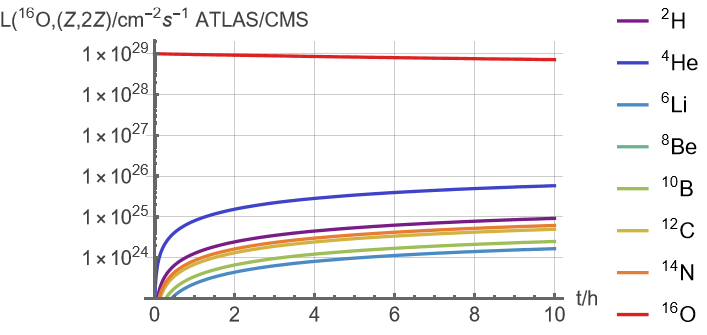 L(¹⁶O,(Z,2Z)/cm⁻²s⁻¹ ATLAS/CMS
1×10²⁹
1×10²⁸
1×10²⁷
1×10²⁶
1×10²⁵
1×10²⁴
0 2 4 6 8 10
t/h
²H
⁴He
⁶Li
⁸Be
¹⁰B
¹²C
¹⁴N
¹⁶O